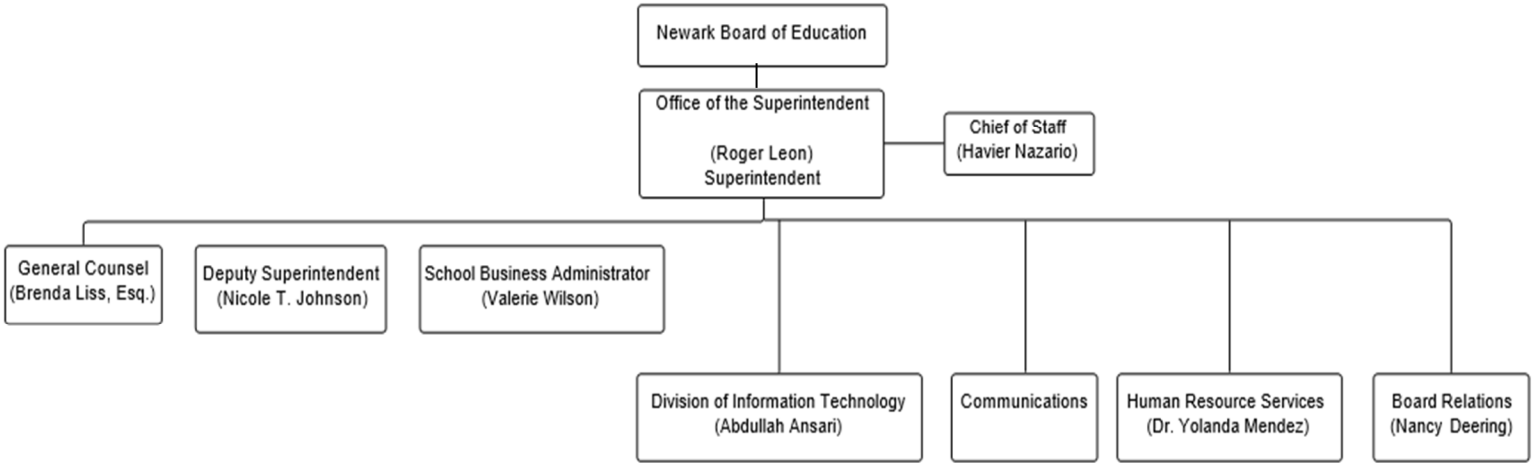 Newark Board of Education
Office of the Superintendent
(Roger Leon)
Superintendent
Chief of Staff
(Havier Nazario)
General Counsel
(Brenda Liss, Esq.)
Deputy Superintendent
(Nicole T. Johnson)
School Business Administrator
(Valerie Wilson)
Division of Information Technology
(Abdullah Ansari)
Communications
Human Resource Services
(Dr. Yolanda Mendez)
Board Relations
(Nancy Deering)